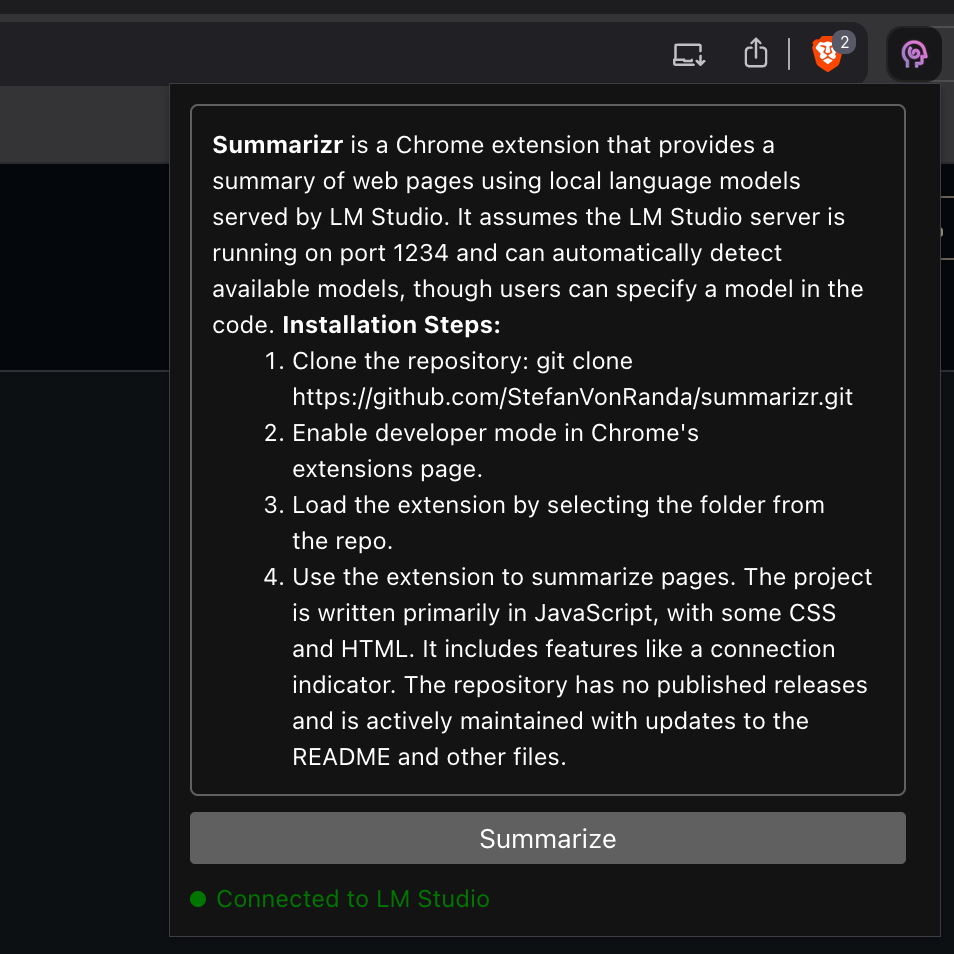 2
Summarizr is a Chrome extension that provides a
summary of web pages using local language models
served by LM Studio. It assumes the LM Studio server is
running on port 1234 and can automatically detect
available models, though users can specify a model in the
code. Installation Steps:
1. Clone the repository: git clone
https://github.com/StefanVonRanda/summarizr.git
2. Enable developer mode in Chrome's
extensions page.
3. Load the extension by selecting the folder from
the repo.
4. Use the extension to summarize pages. The project
is written primarily in JavaScript, with some CSS
and HTML. It includes features like a connection
indicator. The repository has no published releases
and is actively maintained with updates to the
README and other files.
Summarize
Connected to LM Studio